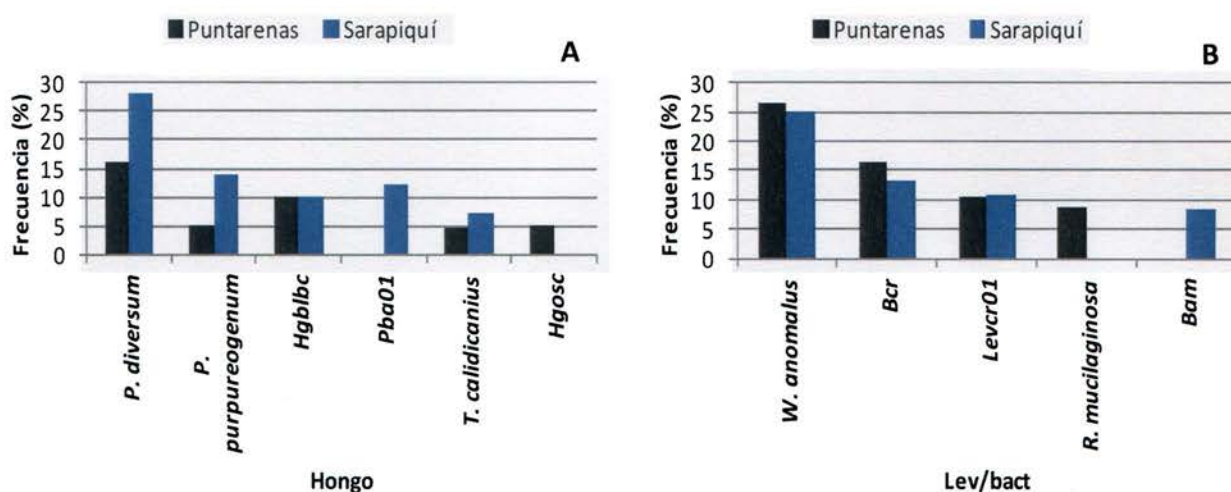 Puntarenas Sarapiquí
A
Frecuencia (%)
30
25
20
15
10
5
0
P. diversum
P. purpureogenum
Hgblbc
Pba01
T. calidicanius
Hgosc
Hongo
Puntarenas Sarapiquí
B
Frecuencia (%)
30
25
20
15
10
5
0
W. anomalus
Bcr
Levcr01
R. mucilaginosa
Bam
Lev/bact